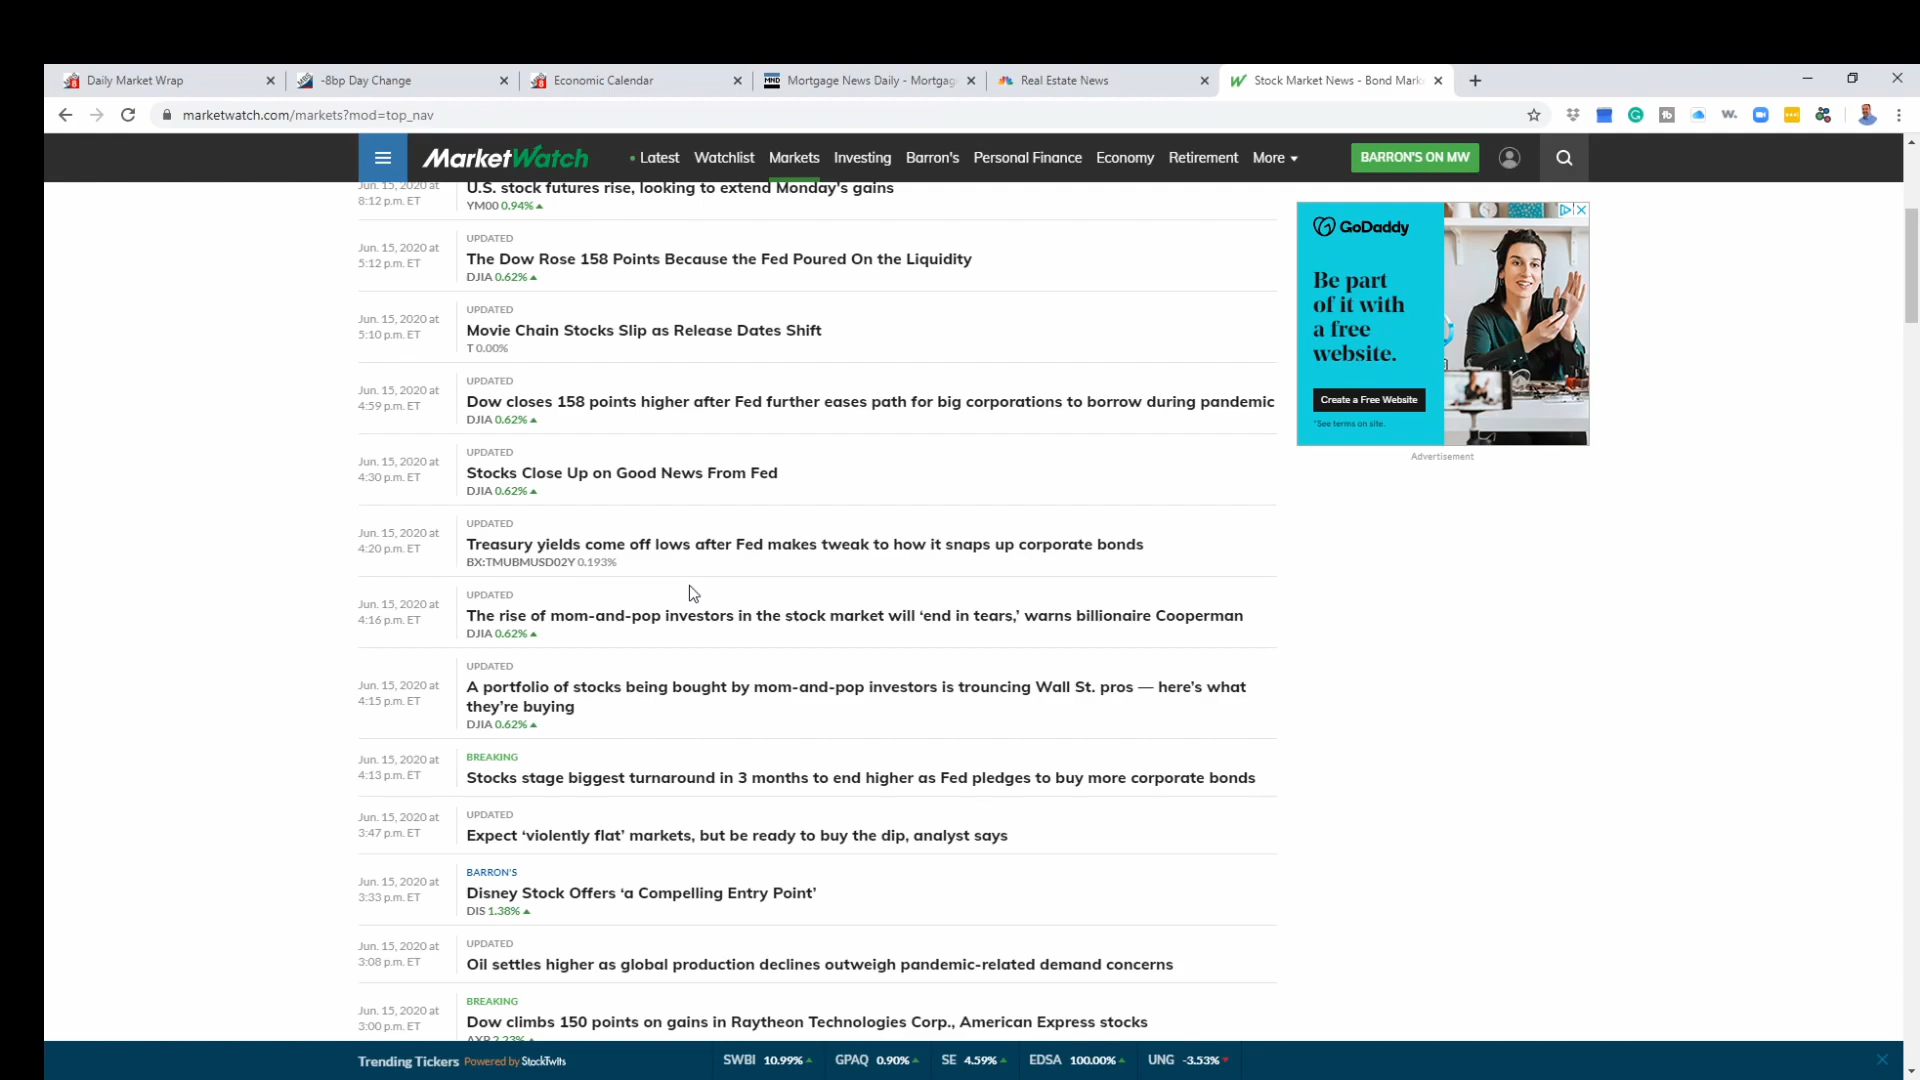 Daily Market Wrap
-8bp Day Change
Economic Calendar
MND
Mortgage News Daily - Mortgag
Real Estate News
Stock Market News - Bond Mark
marketwatch.com/markets?mod=top_nav
MarketWatch
Latest
Watchlist
Markets
Investing
Barron's
Personal Finance
Economy
Retirement
More
BARRON'S ON MW
Jun. 15, 2020 at
8:12 p.m. ET
U.S. stock futures rise, looking to extend Monday's gains
YM00 0.94%
Jun. 15, 2020 at
5:12 p.m. ET
UPDATED
The Dow Rose 158 Points Because the Fed Poured On the Liquidity
DJIA 0.62%
Jun. 15, 2020 at
5:10 p.m. ET
UPDATED
Movie Chain Stocks Slip as Release Dates Shift
T 0.00%
Jun. 15, 2020 at
4:59 p.m. ET
UPDATED
Dow closes 158 points higher after Fed further eases path for big corporations to borrow during pandemic
DJIA 0.62%
Jun. 15, 2020 at
4:30 p.m. ET
UPDATED
Stocks Close Up on Good News From Fed
DJIA 0.62%
Jun. 15, 2020 at
4:20 p.m. ET
UPDATED
Treasury yields come off lows after Fed makes tweak to how it snaps up corporate bonds
BX:TMUBMUSD02Y 0.193%
Jun. 15, 2020 at
4:16 p.m. ET
UPDATED
The rise of mom-and-pop investors in the stock market will ‘end in tears,’ warns billionaire Cooperman
DJIA 0.62%
Jun. 15, 2020 at
4:15 p.m. ET
UPDATED
A portfolio of stocks being bought by mom-and-pop investors is trouncing Wall St. pros — here’s what
they’re buying
DJIA 0.62%
Jun. 15, 2020 at
4:13 p.m. ET
BREAKING
Stocks stage biggest turnaround in 3 months to end higher as Fed pledges to buy more corporate bonds
Jun. 15, 2020 at
3:47 p.m. ET
UPDATED
Expect ‘violently flat’ markets, but be ready to buy the dip, analyst says
Jun. 15, 2020 at
3:33 p.m. ET
BARRON'S
Disney Stock Offers ‘a Compelling Entry Point’
DIS 1.38%
Jun. 15, 2020 at
3:08 p.m. ET
UPDATED
Oil settles higher as global production declines outweigh pandemic-related demand concerns
Jun. 15, 2020 at
3:00 p.m. ET
BREAKING
Dow climbs 150 points on gains in Raytheon Technologies Corp., American Express stocks
AXP 2.23%
GoDaddy
Be part
of it with
a free
website.
Create a Free Website
*See terms on site.
Advertisement
Trending Tickers Powered by StockTwits
SWBI 10.99%
GPAQ 0.90%
SE 4.59%
EDSA 100.00%
UNG -3.53%